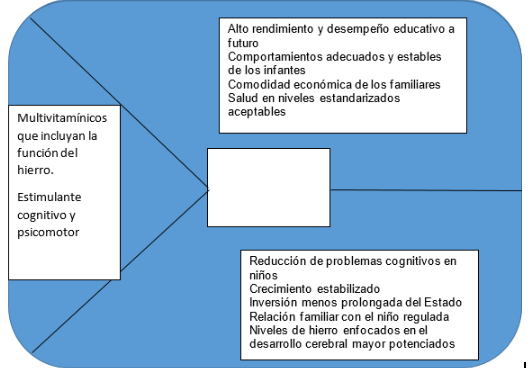 Alto rendimiento y desempeño educativo a
futuro
Comportamientos adecuados y estables
de los infantes
Comodidad económica de los familiares
Salud en niveles estandarizados
aceptables
Multivitamínicos
que incluyan la
función del
hierro.
Estimulante
cognitivo y
psicomotor
Reducción de problemas cognitivos en
niños
Crecimiento estabilizado
Inversión menos prolongada del Estado
Relación familiar con el niño regulada
Niveles de hierro enfocados en el
desarrollo cerebral mayor potenciados